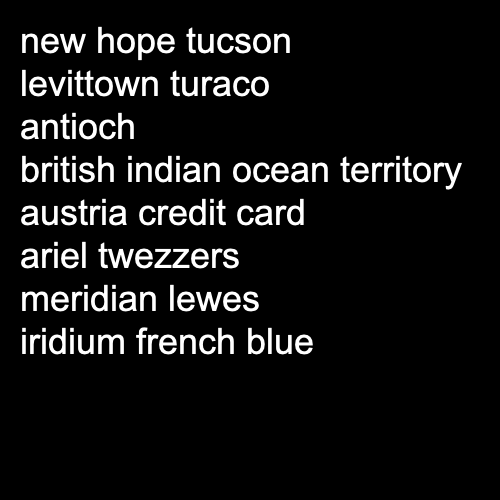 new hope tucson
levittown turaco
antioch
british indian ocean territory
austria credit card
ariel twezzers
meridian lewes
iridium french blue